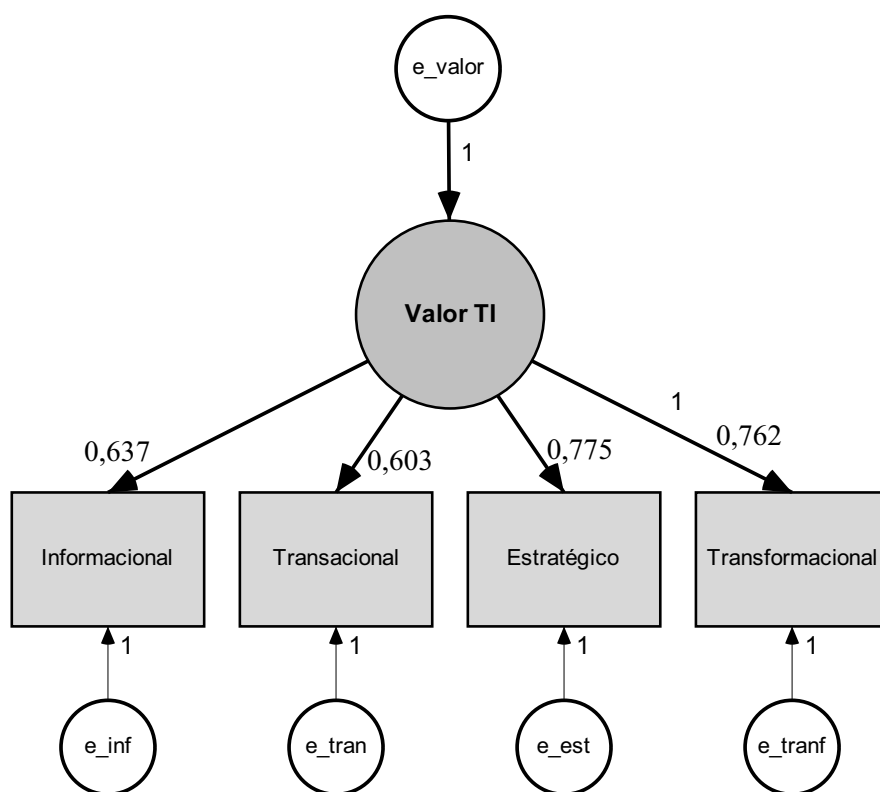 e_valor
1
Valor TI
1
0,637
0,603
0,775
0,762
Informacional
Transacional
Estratégico
Transformacional
1
1
1
1
e_inf
e_tran
e_est
e_tranf